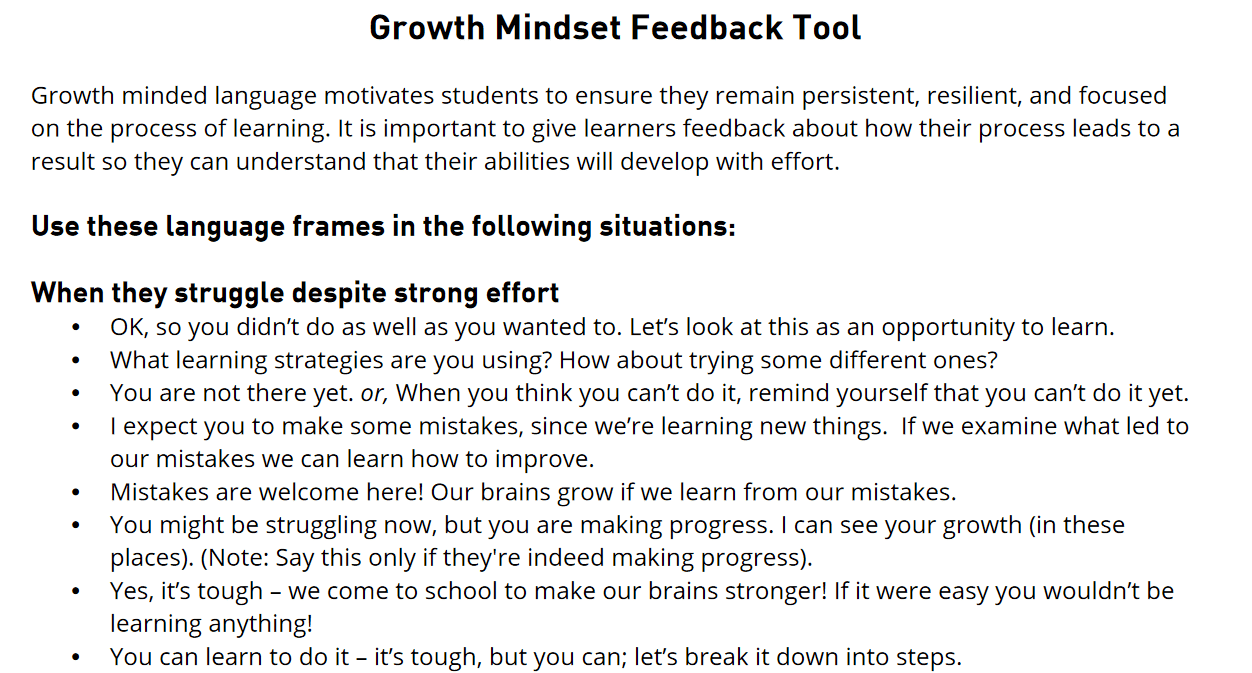 Growth Mindset Feedback Tool
Growth minded language motivates students to ensure they remain persistent, resilient, and focused
on the process of learning. It is important to give learners feedback about how their process leads to a
result so they can understand that their abilities will develop with effort.
Use these language frames in the following situations:
When they struggle despite strong effort
• OK, so you didn’t do as well as you wanted to. Let’s look at this as an opportunity to learn.
• What learning strategies are you using? How about trying some different ones?
• You are not there yet. or, When you think you can’t do it, remind yourself that you can’t do it yet.
• I expect you to make some mistakes, since we’re learning new things.  If we examine what led to
our mistakes we can learn how to improve.
• Mistakes are welcome here! Our brains grow if we learn from our mistakes.
• You might be struggling now, but you are making progress. I can see your growth (in these
places). (Note: Say this only if they're indeed making progress).
• Yes, it’s tough – we come to school to make our brains stronger! If it were easy you wouldn’t be
learning anything!
• You can learn to do it – it’s tough, but you can; let’s break it down into steps.